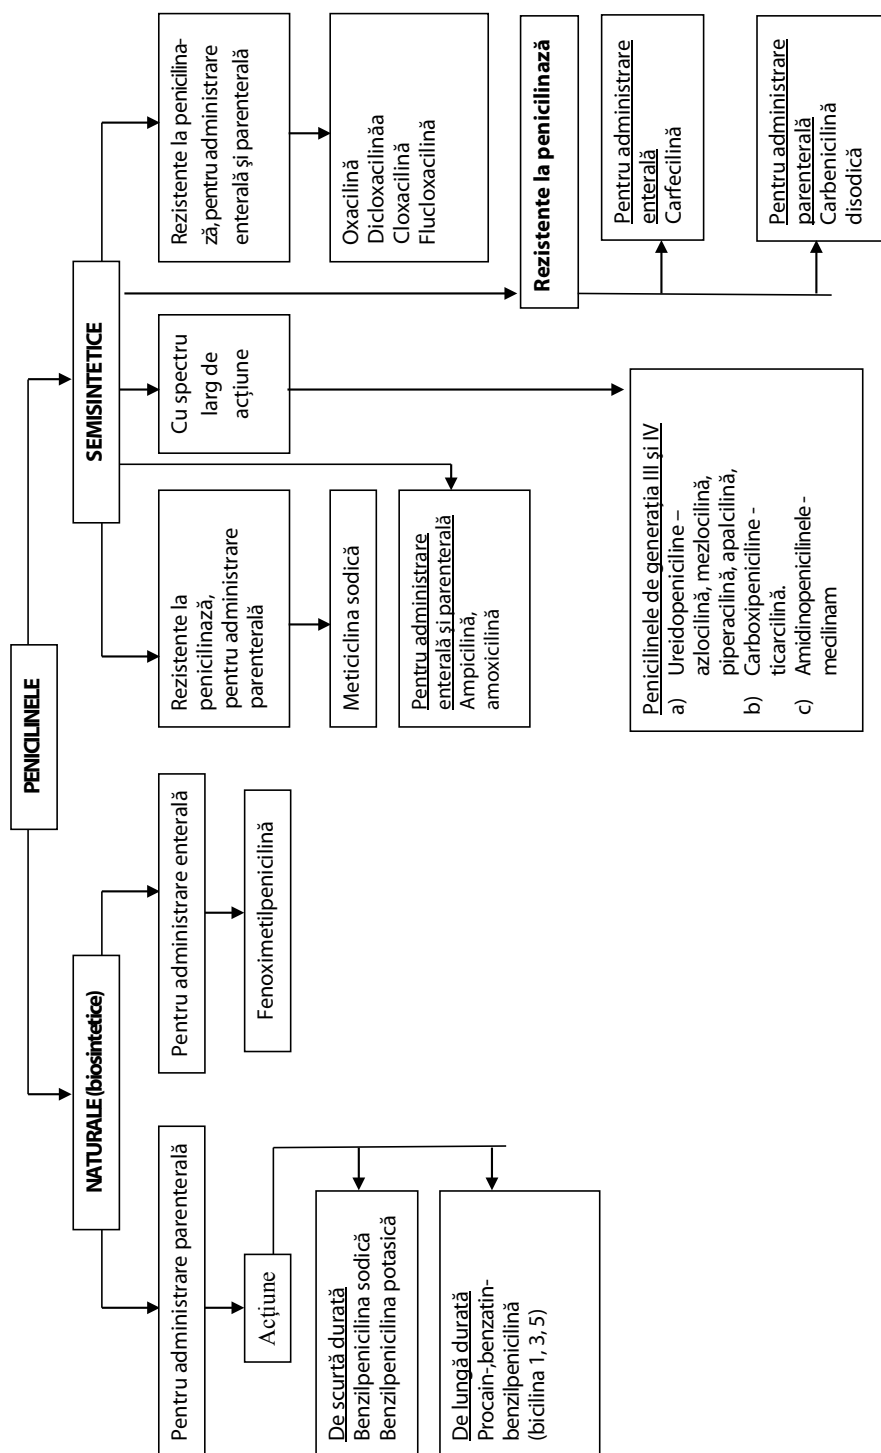 PENICILINELE
NATURALE (biosintetice)
Pentru administrare parenterală
Acțiune
De scurtă durată
Benzilpenicilina sodică
Benzilpenicilina potasică
De lungă durată
Procain-,benzatin-
benzilpenicilină
(bicilina 1, 3, 5)
Pentru administrare enterală
Fenoximetilpenicilină
SEMISINTETICE
Rezistente la
penicilinază,
pentru administrare
parenterală
Meticiclina sodică
Pentru administrare
enterală și parenterală
Ampicilină,
amoxicilină
Cu spectru
larg de
acțiune
Penicilinele de generația III și IV
a) Ureidopeniciline –
azlocilină, mezlocilină,
piperacilină, apalcilină,
b) Carboxipeniciline -
ticarcilină.
c) Amidinopenicilinele -
mecilinam
Rezistente la penicilina-
ză,pentru administrare
enterală și parenterală
Oxacilină
Dicloxacilinăa
Cloxacilină
Flucloxacilină
Rezistente la penicilinază
Pentru administrare
enterală
Carfecilină
Pentru administrare
parenterală
Carbenicilină
disodică